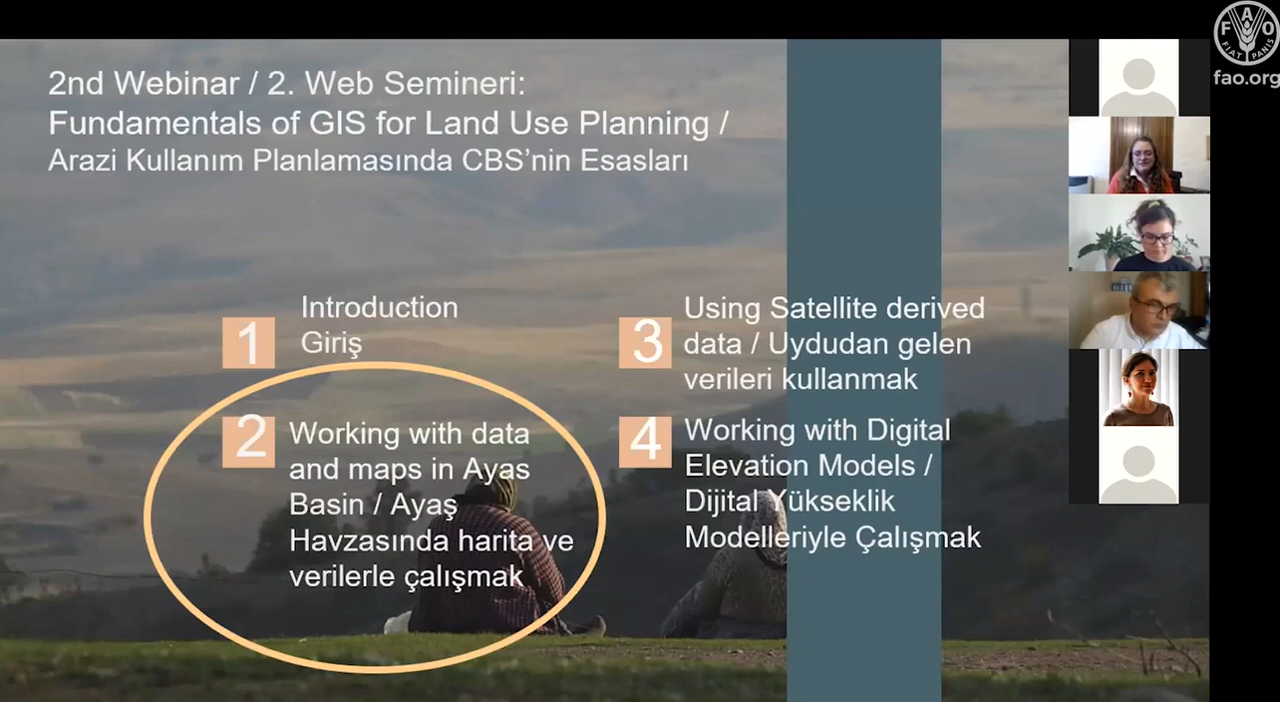 2nd Webinar / 2. Web Semineri:
Fundamentals of GIS for Land Use Planning /
Arazi Kullanım Planlamasında CBS'nin Esasları
1
Introduction
Giriş
2
Working with data
and maps in Ayas
Basin / Ayaş
Havzasında harita ve
verilerle çalışmak
3
Using Satellite derived
data / Uydudan gelen
verileri kullanmak
4
Working with Digital
Elevation Models /
Dijital Yükseklik
Modelleriyle Çalışmak
F A O
FIAT PANIS
fao.org